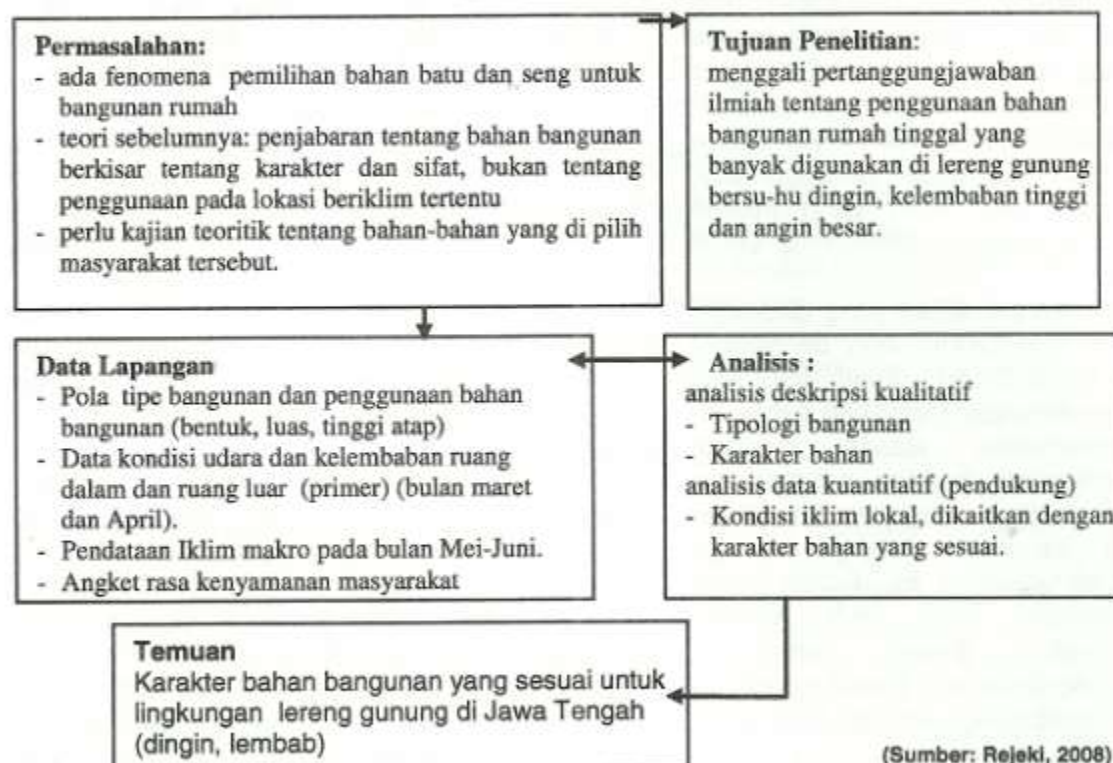 Permasalahan:
- ada fenomena pemilihan bahan batu dan seng untuk
bangunan rumah
- teori sebelumnya: penjabaran tentang bahan bangunan
berkisar tentang karakter dan sifat, bukan tentang
penggunaan pada lokasi beriklim tertentu
- perlu kajian teoritik tentang bahan-bahan yang di pilih
masyarakat tersebut.
Tujuan Penelitian:
menggali pertanggungjawaban
ilmiah tentang penggunaan bahan
bangunan rumah tinggal yang
banyak digunakan di lereng gunung
bersu-hu dingin, kelembaban tinggi
dan angin besar.
Data Lapangan
- Pola tipe bangunan dan penggunaan bahan
bangunan (bentuk, luas, tinggi atap)
- Data kondisi udara dan kelembaban ruang
dalam dan ruang luar (primer) (bulan maret
dan April).
- Pendataan Iklim makro pada bulan Mei-Juni.
- Angket rasa kenyamanan masyarakat
Analisis :
analisis deskripsi kualitatif
- Tipologi bangunan
- Karakter bahan
analisis data kuantitatif (pendukung)
- Kondisi iklim lokal, dikaitkan dengan
karakter bahan yang sesuai.
Temuan
Karakter bahan bangunan yang sesuai untuk
lingkungan lereng gunung di Jawa Tengah
(dingin, lembab)
(Sumber: Rejeki, 2008)